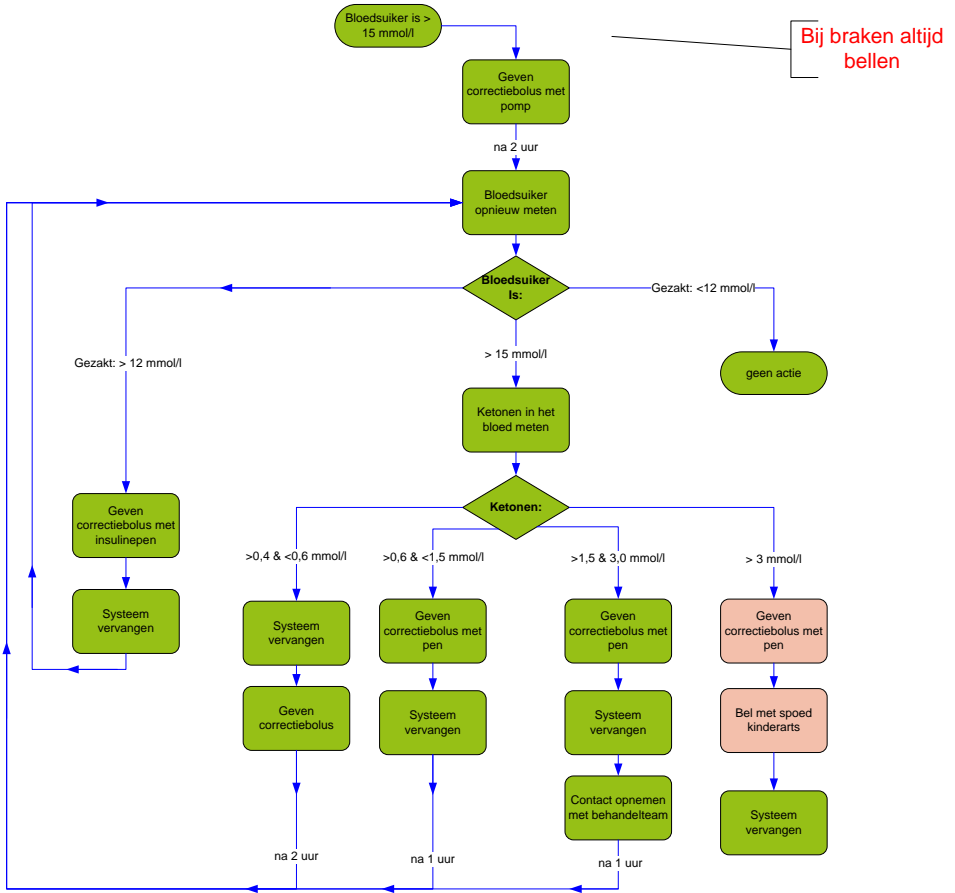 Bloedsuiker is >
15 mmol/l
Bij braken altijd
bellen
Geven
correctiebolus met
pomp
na 2 uur
Bloedsuiker
opnieuw meten
Bloedsuiker
Is:
Gezakt: <12 mmol/l
geen actie
Gezakt: > 12 mmol/l
> 15 mmol/l
Ketonen in het
bloed meten
Ketonen:
Geven
correctiebolus met
insulinepen
Systeem
vervangen
>0,4 & <0,6 mmol/l
Systeem
vervangen
Geven
correctiebolus
na 2 uur
>0,6 & <1,5 mmol/l
Geven
correctiebolus met
pen
Systeem
vervangen
na 1 uur
>1,5 & 3,0 mmol/l
Geven
correctiebolus met
pen
Systeem
vervangen
Contact opnemen
met behandelteam
na 1 uur
> 3 mmol/l
Geven
correctiebolus met
pen
Bel met spoed
kinderarts
Systeem
vervangen